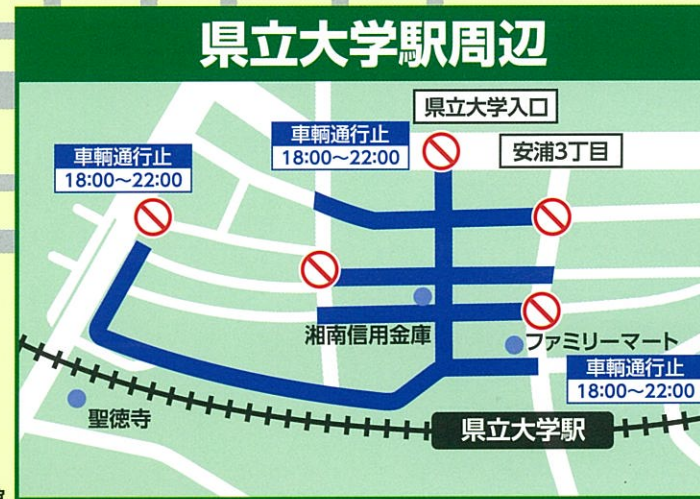 県立大学駅周辺
県立大学入口
車輌通行止
18:00～22:00
安浦3丁目
車輌通行止
18:00～22:00
湘南信用金庫
ファミリーマート
車輌通行止
18:00～22:00
聖徳寺
県立大学駅